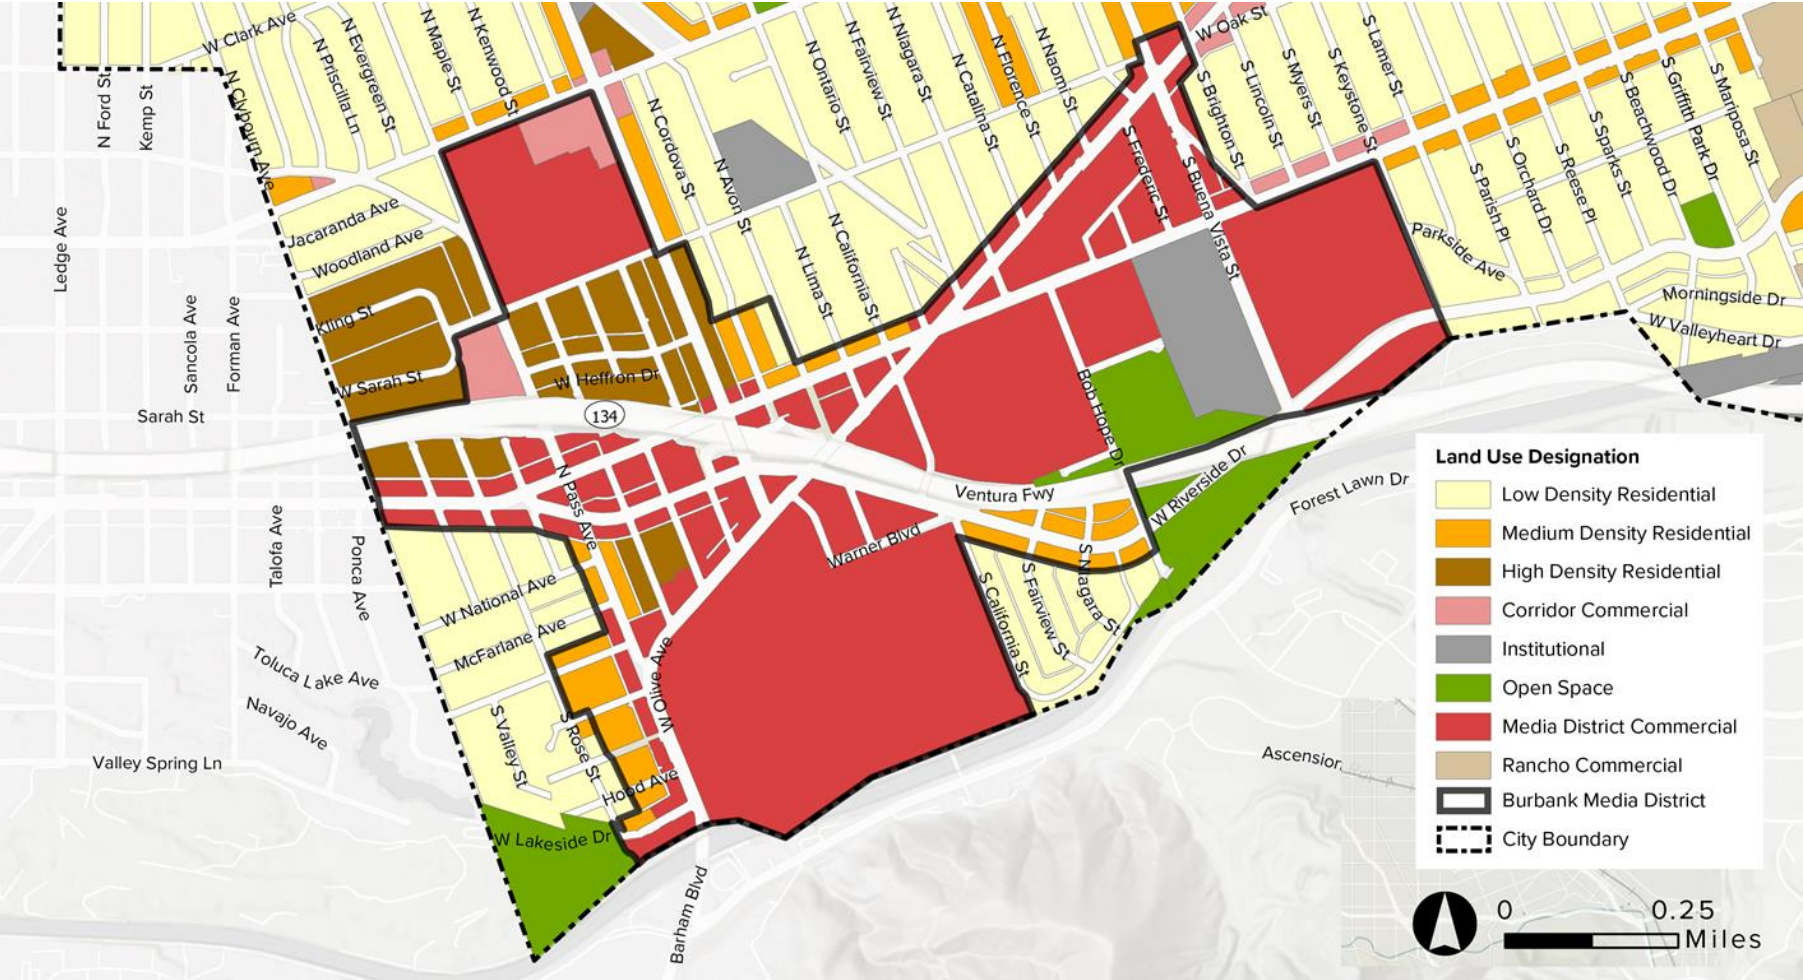 W Clark Ave
N Priscilla Ln
N Evergreen St
N Maple St
N Kenwood St
N Ford St
Kemp St
N Clybourn Ave
N Cordova St
N Avon St
N Ontario St
N Fairview St
N Niagara St
N Catalina St
N Florence St
N Naomi St
W Oak St
S Brighton St
S Lincoln St
S Myers St
S Keystone St
S Lamer St
S Frederic St
S Buena Vista St
S Parish Pl
S Orchard Dr
S Reese Pl
S Sparks St
S Beachwood Dr
S Griffith Park Dr
S Mariposa St
Ledge Ave
Jacaranda Ave
Woodland Ave
Kling St
W Sarah St
Sancola Ave
Forman Ave
Sarah St
N Lima St
N California St
Parkside Ave
Morningside Dr
W Valleyheart Dr
W Heffron Dr
134
Bob Hope Dr
Ventura Fwy
W Riverside Dr
Forest Lawn Dr
N Pass Ave
Warner Blvd
Talofa Ave
Ponca Ave
W National Ave
McFarlane Ave
Toluca Lake Ave
Navajo Ave
Valley Spring Ln
S Valley St
S Rose St
Hood Ave
W Olive Ave
W Lakeside Dr
Barham Blvd
S California St
S Fairview St
S Niagara St
Ascension
Land Use Designation
Low Density Residential
Medium Density Residential
High Density Residential
Corridor Commercial
Institutional
Open Space
Media District Commercial
Rancho Commercial
Burbank Media District
City Boundary
0 0.25
Miles